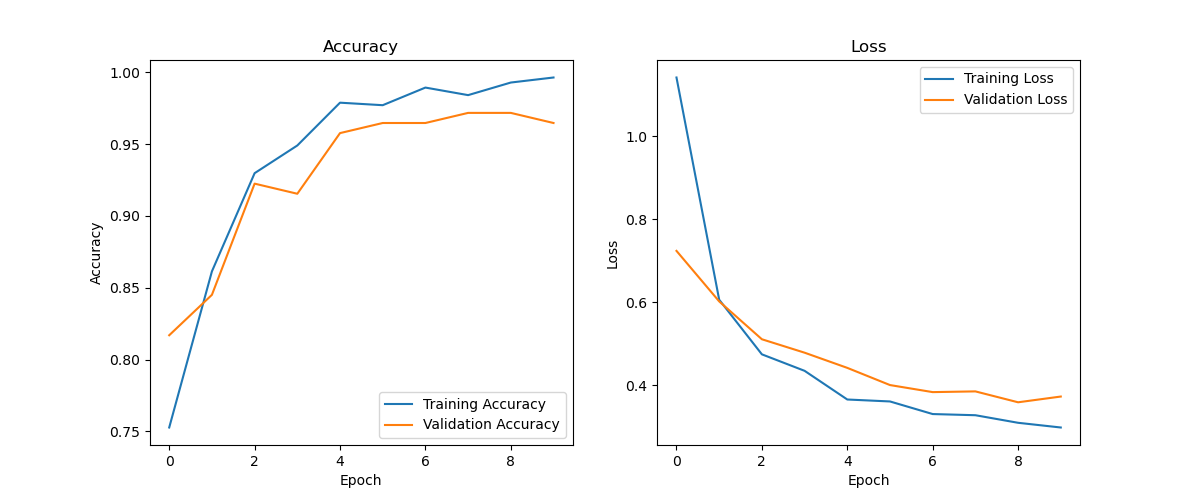 Accuracy
1.00
0.95
0.90
0.85
0.80
0.75
Accuracy
Training Accuracy
Validation Accuracy
0 2 4 6 8
Epoch
Loss
1.0
0.8
0.6
0.4
Loss
Training Loss
Validation Loss
0 2 4 6 8
Epoch